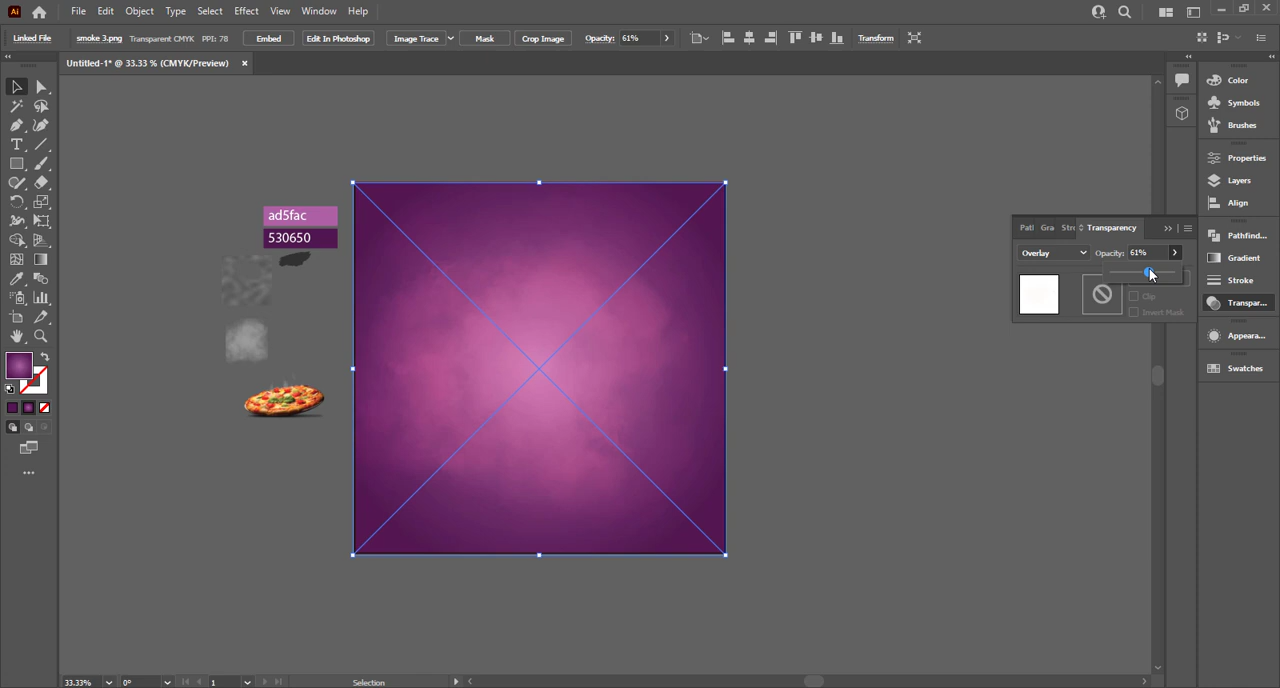 Ai File Edit Object Type Select Effect View Window Help
Linked File smoke 3.png Transparent CMYK PPI: 78 Embed Edit In Photoshop Image Trace Mask Crop Image Opacity: 61% Transform
Untitled-1* @ 33.33 % (CMYK/Preview) ×
ad5fac
530650
Color
Symbols
Brushes
Properties
Layers
Align
Pathfind...
Gradient
Stroke
Transpar...
Appeara...
Swatches
Patl Gra Str Transparency
Overlay Opacity: 61%
Clip
Invert Mask
33.33% 0° 1 Selection